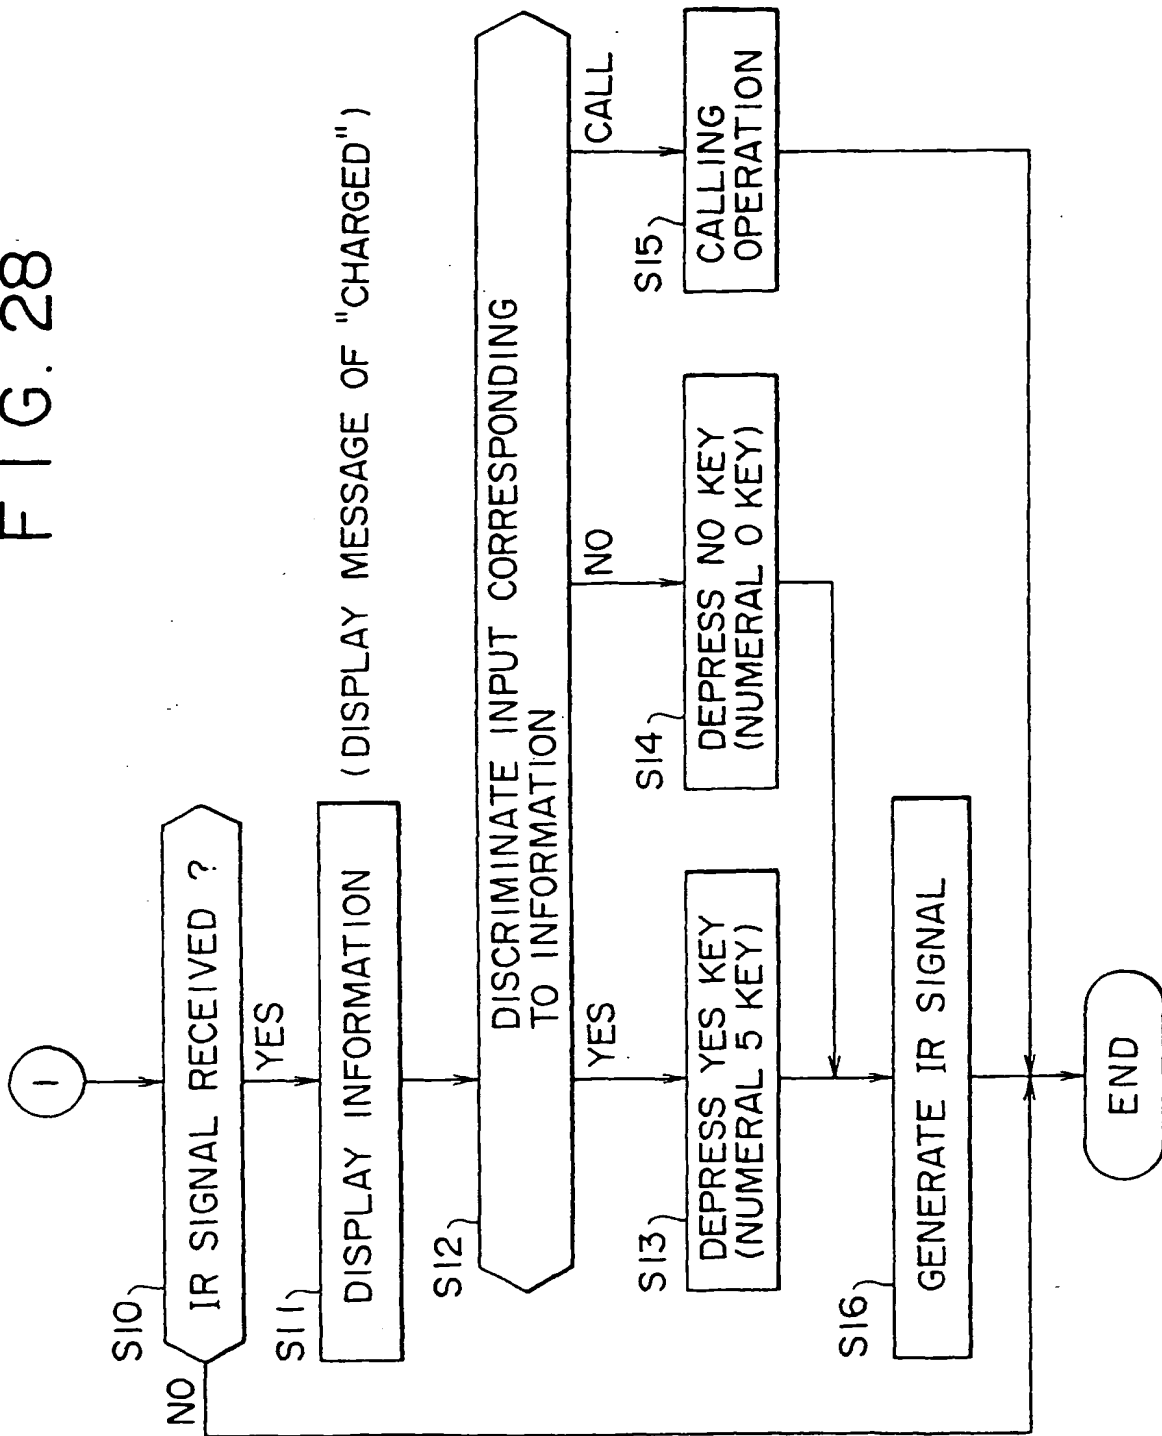 FIG. 28
1
S10
IR SIGNAL RECEIVED ?
NO
YES
S11
DISPLAY INFORMATION
(DISPLAY MESSAGE OF "CHARGED")
S12
DISCRIMINATE INPUT CORRESPONDING
TO INFORMATION
YES
NO
CALL
S13
DEPRESS YES KEY
(NUMERAL 5 KEY)
S14
DEPRESS NO KEY
(NUMERAL 0 KEY)
S15
CALLING
OPERATION
S16
GENERATE IR SIGNAL
END